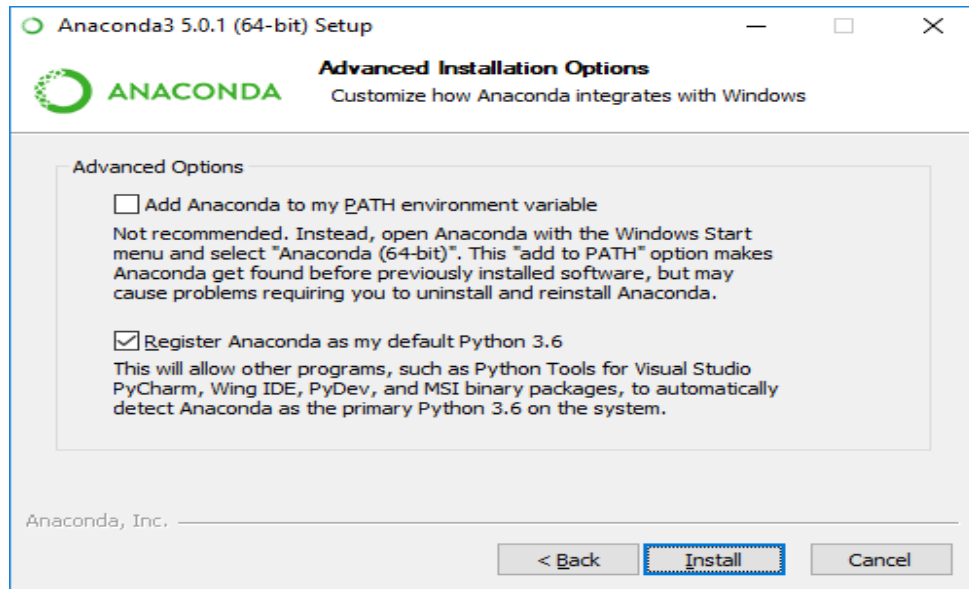 Anaconda3 5.0.1 (64-bit) Setup
ANACONDA
Advanced Installation Options
Customize how Anaconda integrates with Windows
Advanced Options
Add Anaconda to my PATH environment variable
Not recommended. Instead, open Anaconda with the Windows Start
menu and select "Anaconda (64-bit)". This "add to PATH" option makes
Anaconda get found before previously installed software, but may
cause problems requiring you to uninstall and reinstall Anaconda.
Register Anaconda as my default Python 3.6
This will allow other programs, such as Python Tools for Visual Studio
PyCharm, Wing IDE, PyDev, and MSI binary packages, to automatically
detect Anaconda as the primary Python 3.6 on the system.
Anaconda, Inc.
< Back
Install
Cancel